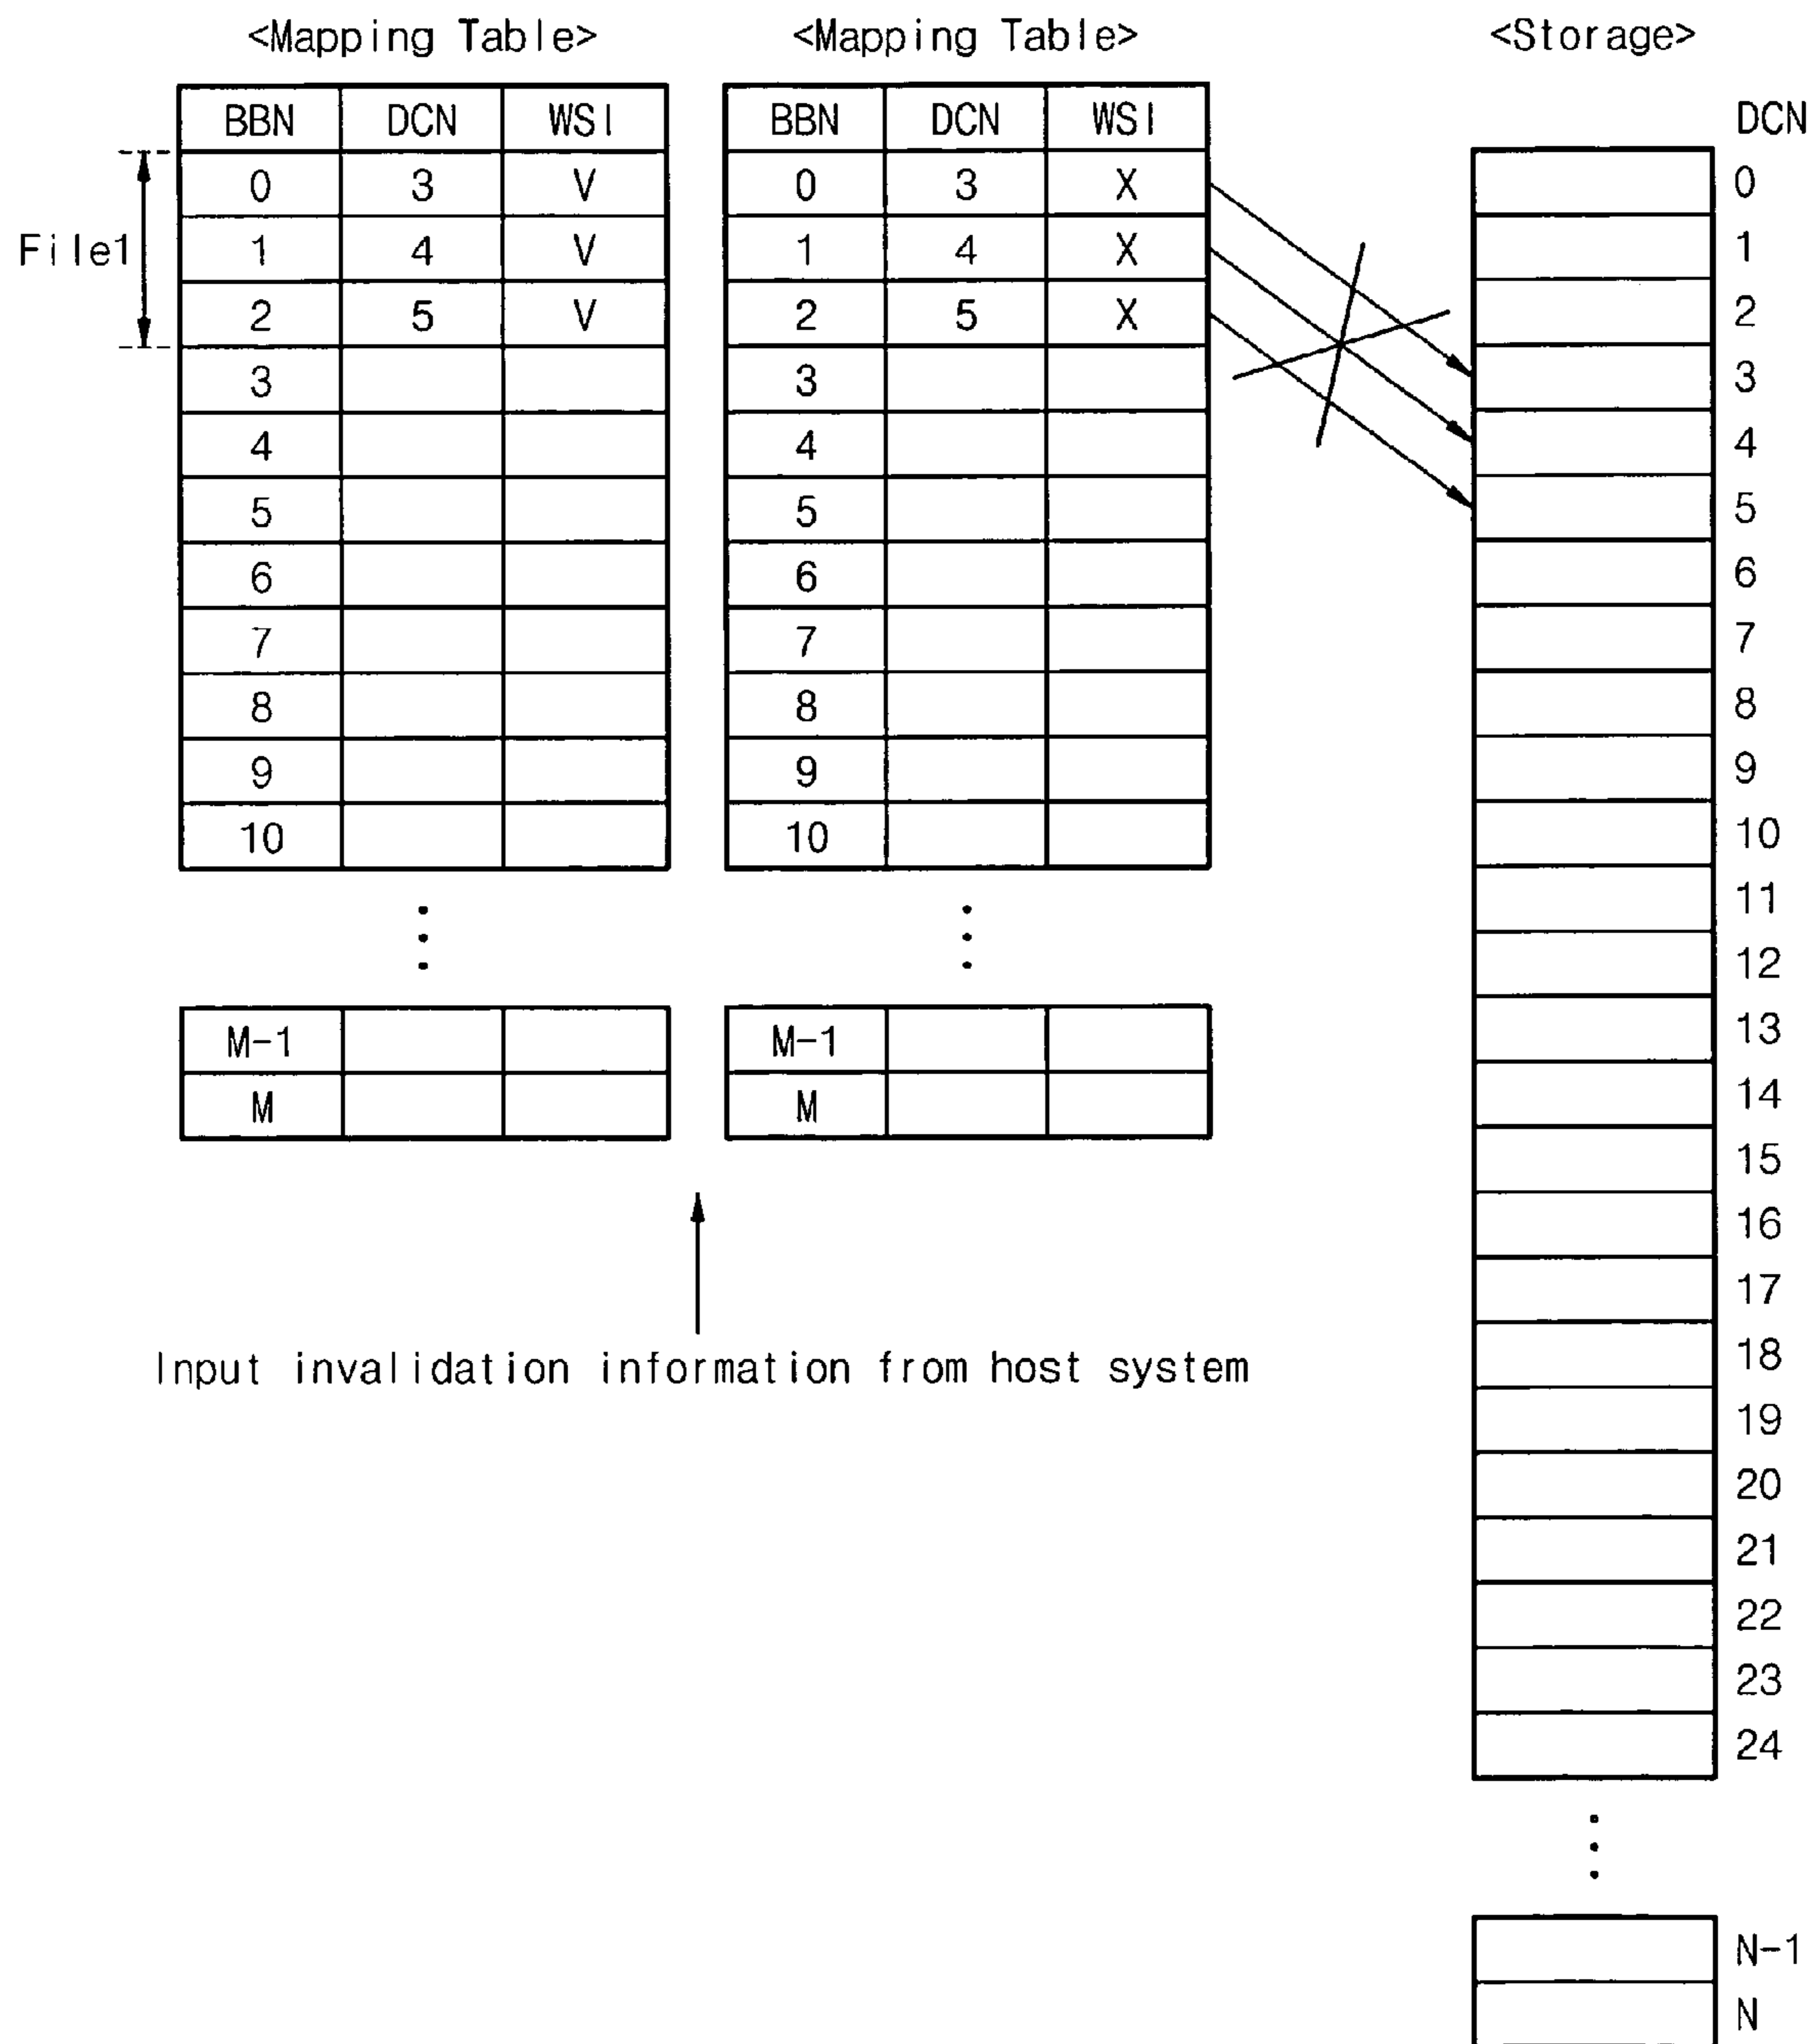 <Mapping Table> <Mapping Table> <Storage>
BBN DCN WSI BBN DCN WSI DCN
0 3 V 0 3 X 0
File1 1 4 V 1 4 X 1
2 5 V 2 5 X 2
3 3 3
4 4 4
5 5 5
6 6 6
7 7 7
8 8 8
9 9 9
10 10 10
11
12
M-1 M-1 13
M M 14
15
16
17
Input invalidation information from host system 18
19
20
21
22
23
24
N-1
N